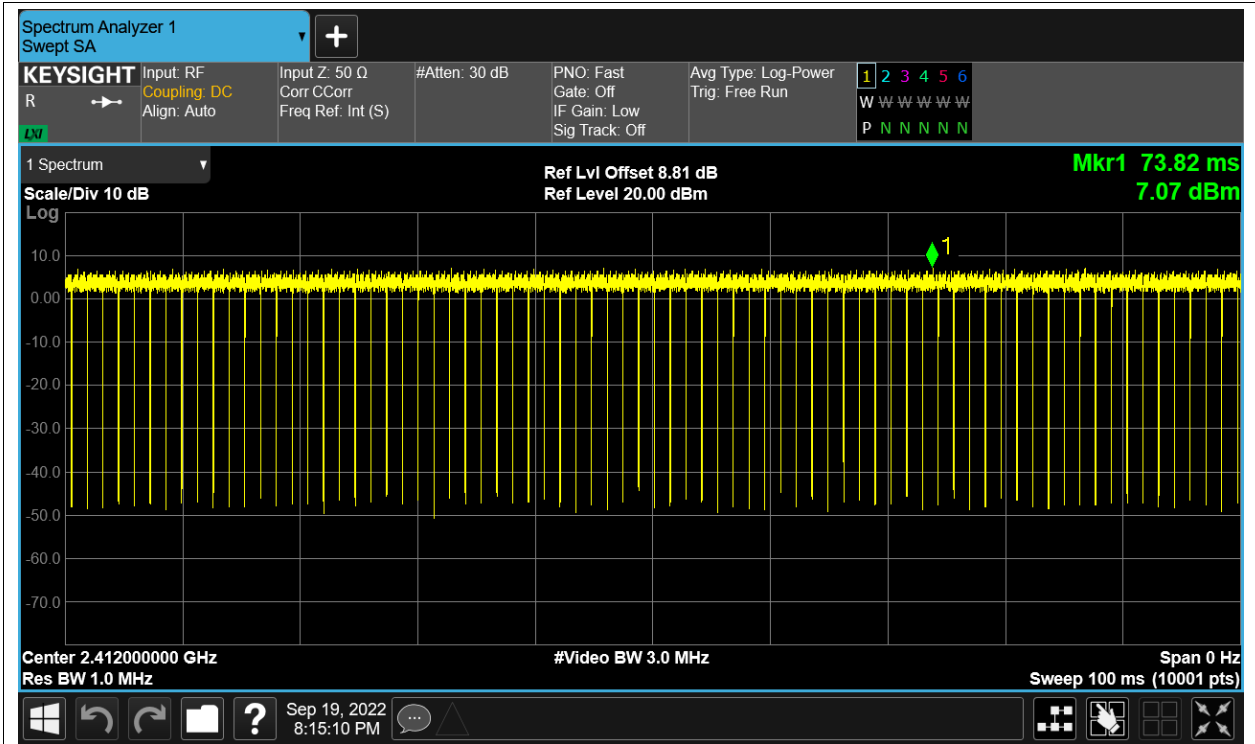 Spectrum Analyzer 1
Swept SA
KEYSIGHT
R
LXI
Input: RF
Coupling: DC
Align: Auto
Input Z: 50 Ω
Corr CCorr
Freq Ref: Int (S)
#Atten: 30 dB
PNO: Fast
Gate: Off
IF Gain: Low
Sig Track: Off
Avg Type: Log-Power
Trig: Free Run
1 2 3 4 5 6
W W W W W W
P N N N N N
1 Spectrum
Scale/Div 10 dB
Log
Ref Lvl Offset 8.81 dB
Ref Level 20.00 dBm
Mkr1 73.82 ms
7.07 dBm
1
10.0
0.00
-10.0
-20.0
-30.0
-40.0
-50.0
-60.0
-70.0
Center 2.412000000 GHz
#Video BW 3.0 MHz
Span 0 Hz
Res BW 1.0 MHz
Sweep 100 ms (10001 pts)
?
Sep 19, 2022
8:15:10 PM